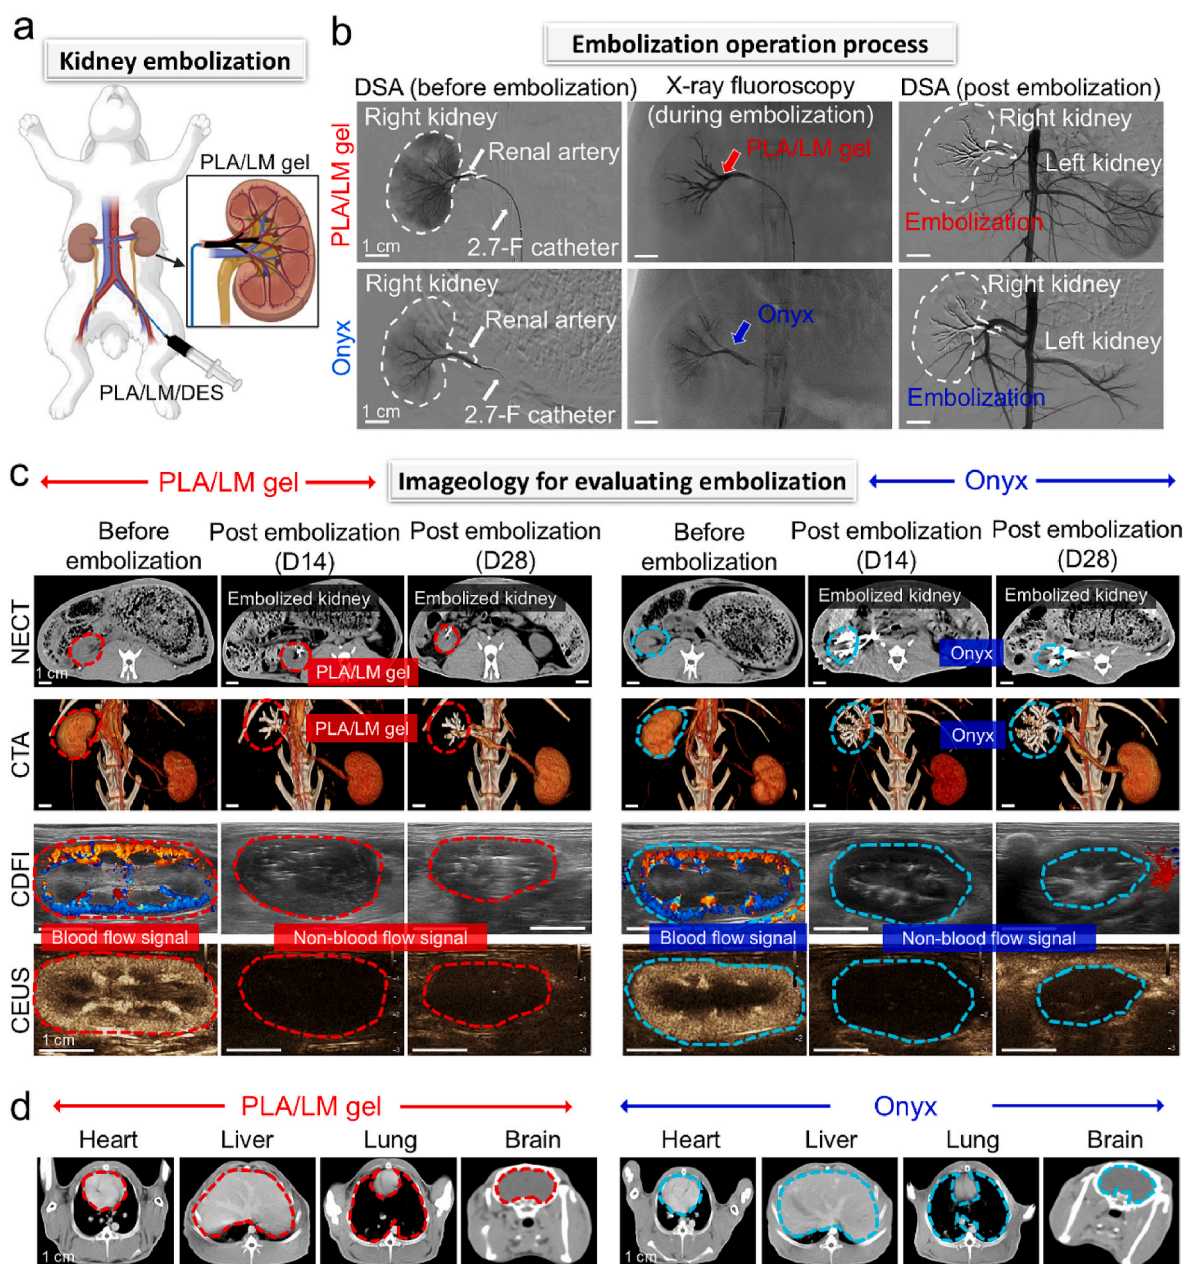 a
Kidney embolization
PLA/LM gel
PLA/LM/DES
b
Embolization operation process
DSA (before embolization)
X-ray fluoroscopy
(during embolization)
DSA (post embolization)
PLA/LM gel
Right kidney
Renal artery
2.7-F catheter
1 cm
PLA/LM gel
Right kidney
Left kidney
Embolization
Onyx
Right kidney
Renal artery
2.7-F catheter
1 cm
Onyx
Right kidney
Left kidney
Embolization
c
PLA/LM gel
Imageology for evaluating embolization
Onyx
Before
embolization
Post embolization
(D14)
Post embolization
(D28)
Before
embolization
Post embolization
(D14)
Post embolization
(D28)
NECT
1 cm
Embolized kidney
Embolized kidney
PLA/LM gel
Embolized kidney
Embolized kidney
Onyx
CTA
PLA/LM gel
Onyx
CDFI
Blood flow signal
Non-blood flow signal
Blood flow signal
Non-blood flow signal
CEUS
1 cm
d
PLA/LM gel
Onyx
Heart
Liver
Lung
Brain
Heart
Liver
Lung
Brain
1 cm
1 cm